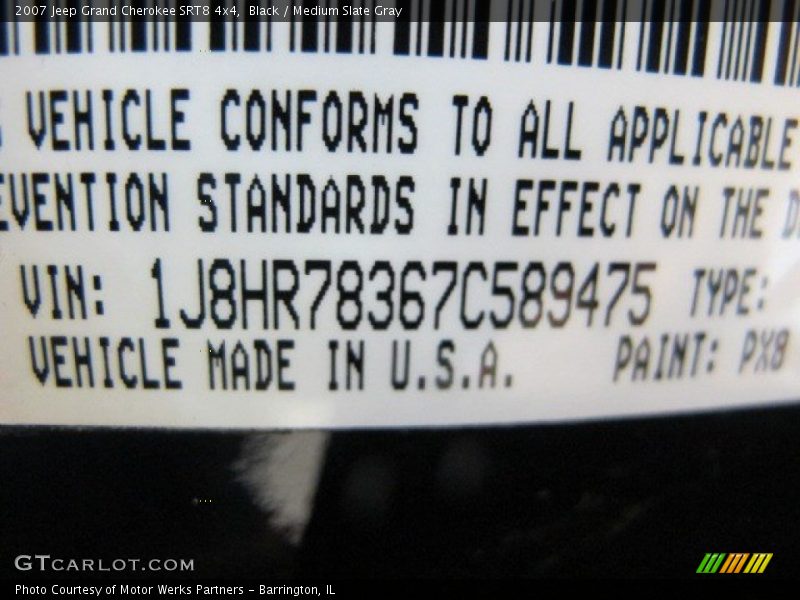 2007 Jeep Grand Cherokee SRT8 4x4, Black / Medium Slate Gray
VEHICLE CONFORMS TO ALL APPLICABLE
EVENTION STANDARDS IN EFFECT ON THE D
VIN: 1J8HR78367C589475 TYPE:
VEHICLE MADE IN U.S.A. PAINT: PX8
GTCARLOT.COM
Photo Courtesy of Motor Werks Partners - Barrington, IL